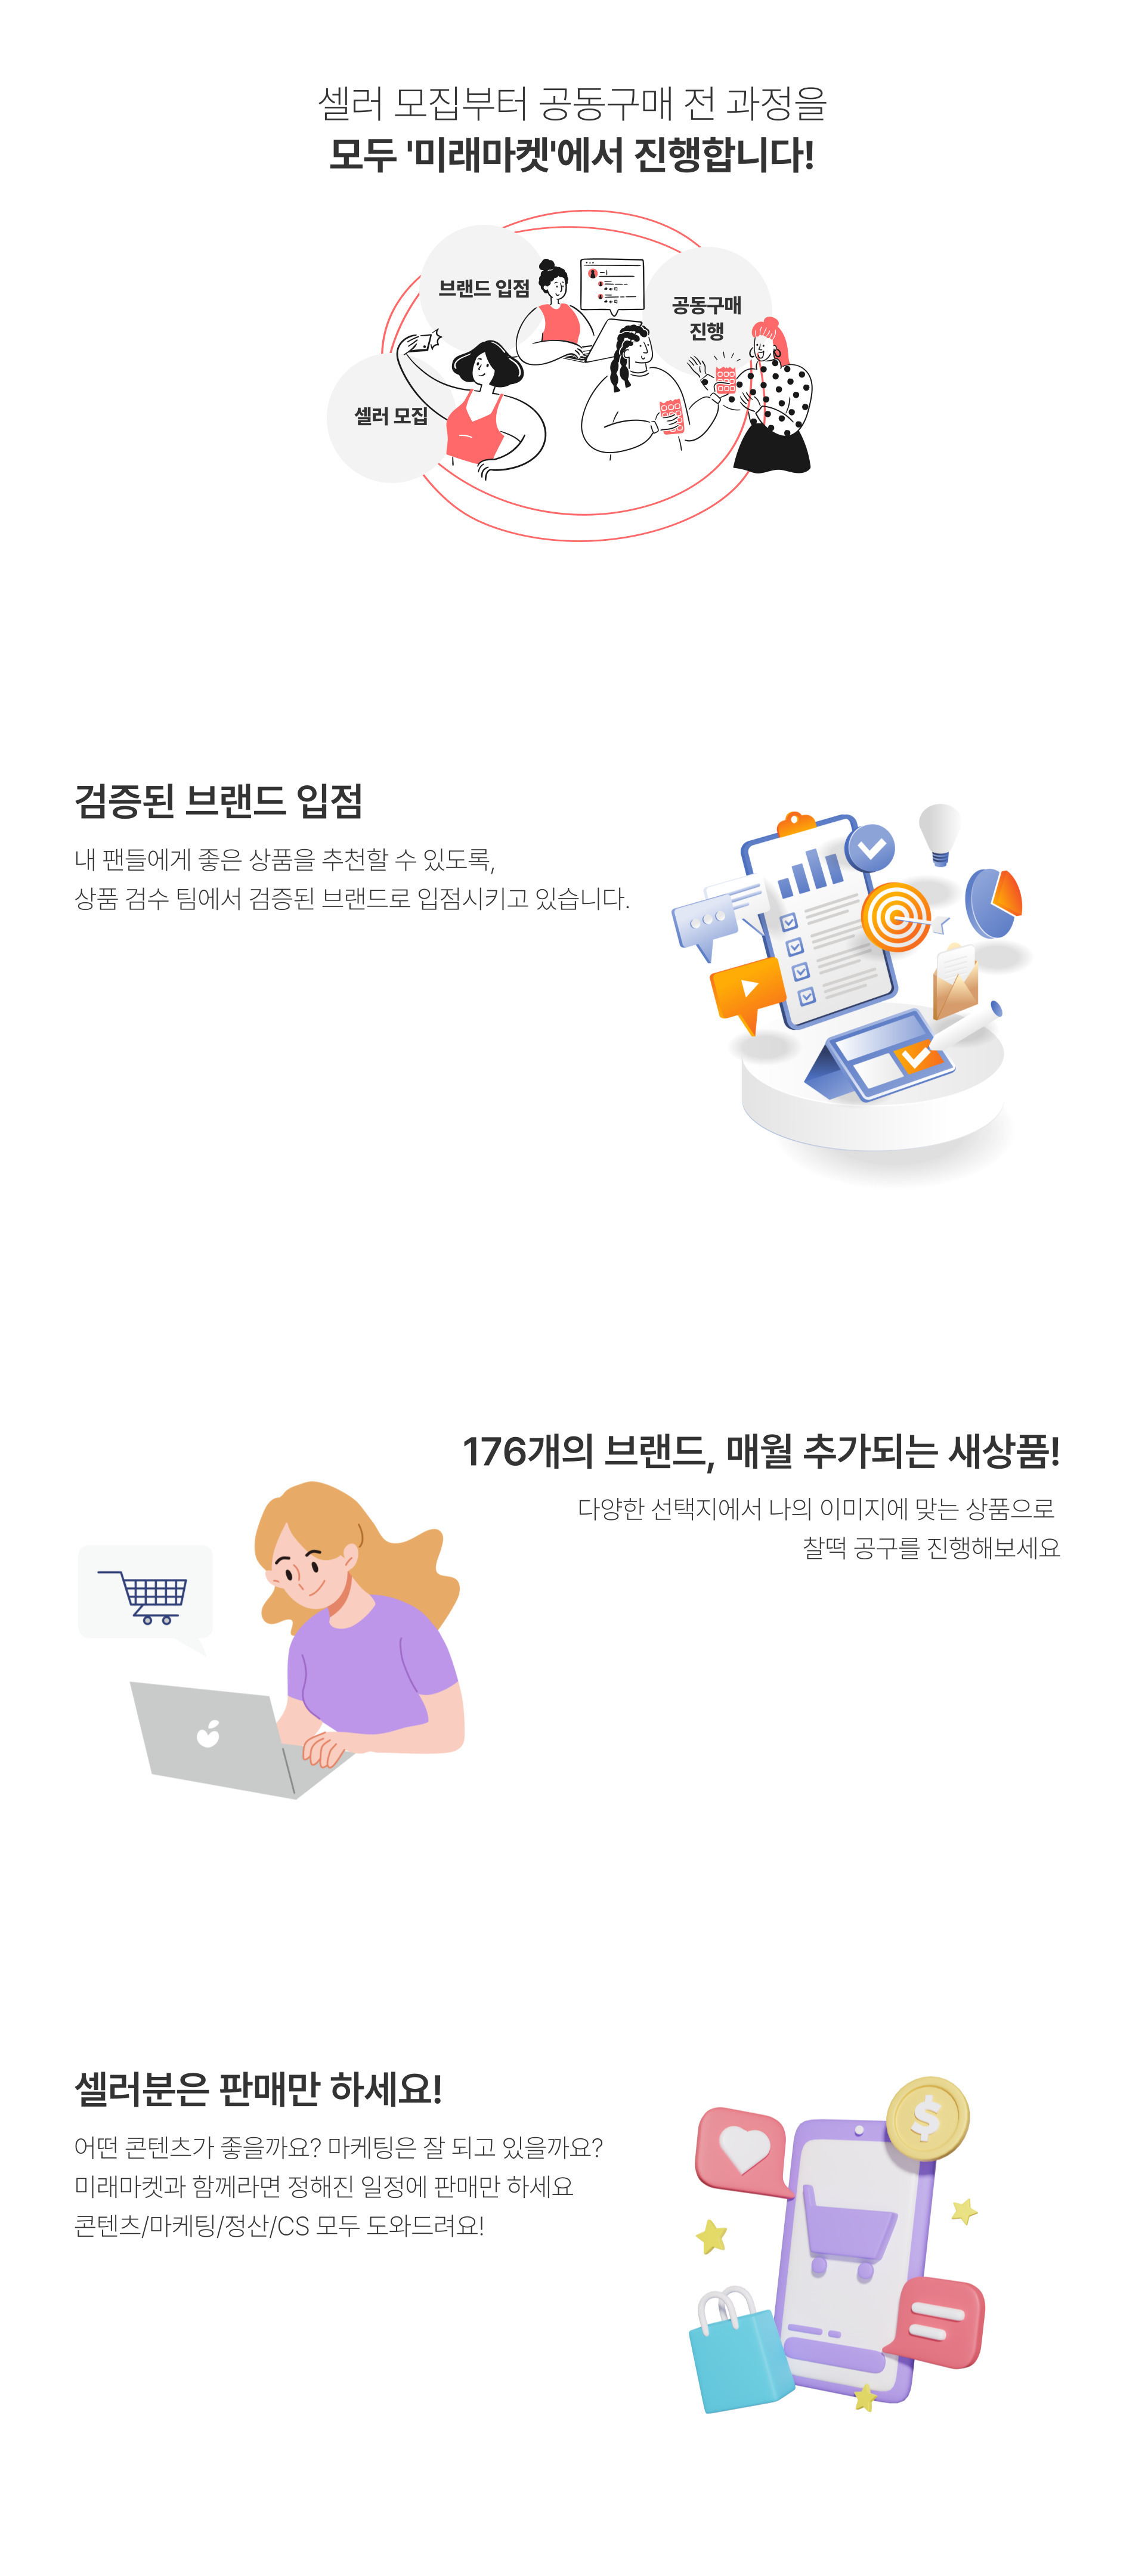 셀러 모집부터 공동구매 전 과정을
모두 '미래마켓'에서 진행합니다!
브랜드 입점
공동구매
진행
셀러 모집
검증된 브랜드 입점
내 팬들에게 좋은 상품을 추천할 수 있도록,
상품 검수 팀에서 검증된 브랜드로 입점시키고 있습니다.
176개의 브랜드, 매월 추가되는 새상품!
다양한 선택지에서 나의 이미지에 맞는 상품으로
찰떡 공구를 진행해보세요
셀러분은 판매만 하세요!
어떤 콘텐츠가 좋을까요? 마케팅은 잘 되고 있을까요?
미래마켓과 함께라면 정해진 일정에 판매만 하세요
콘텐츠/마케팅/정산/CS 모두 도와드려요!
$